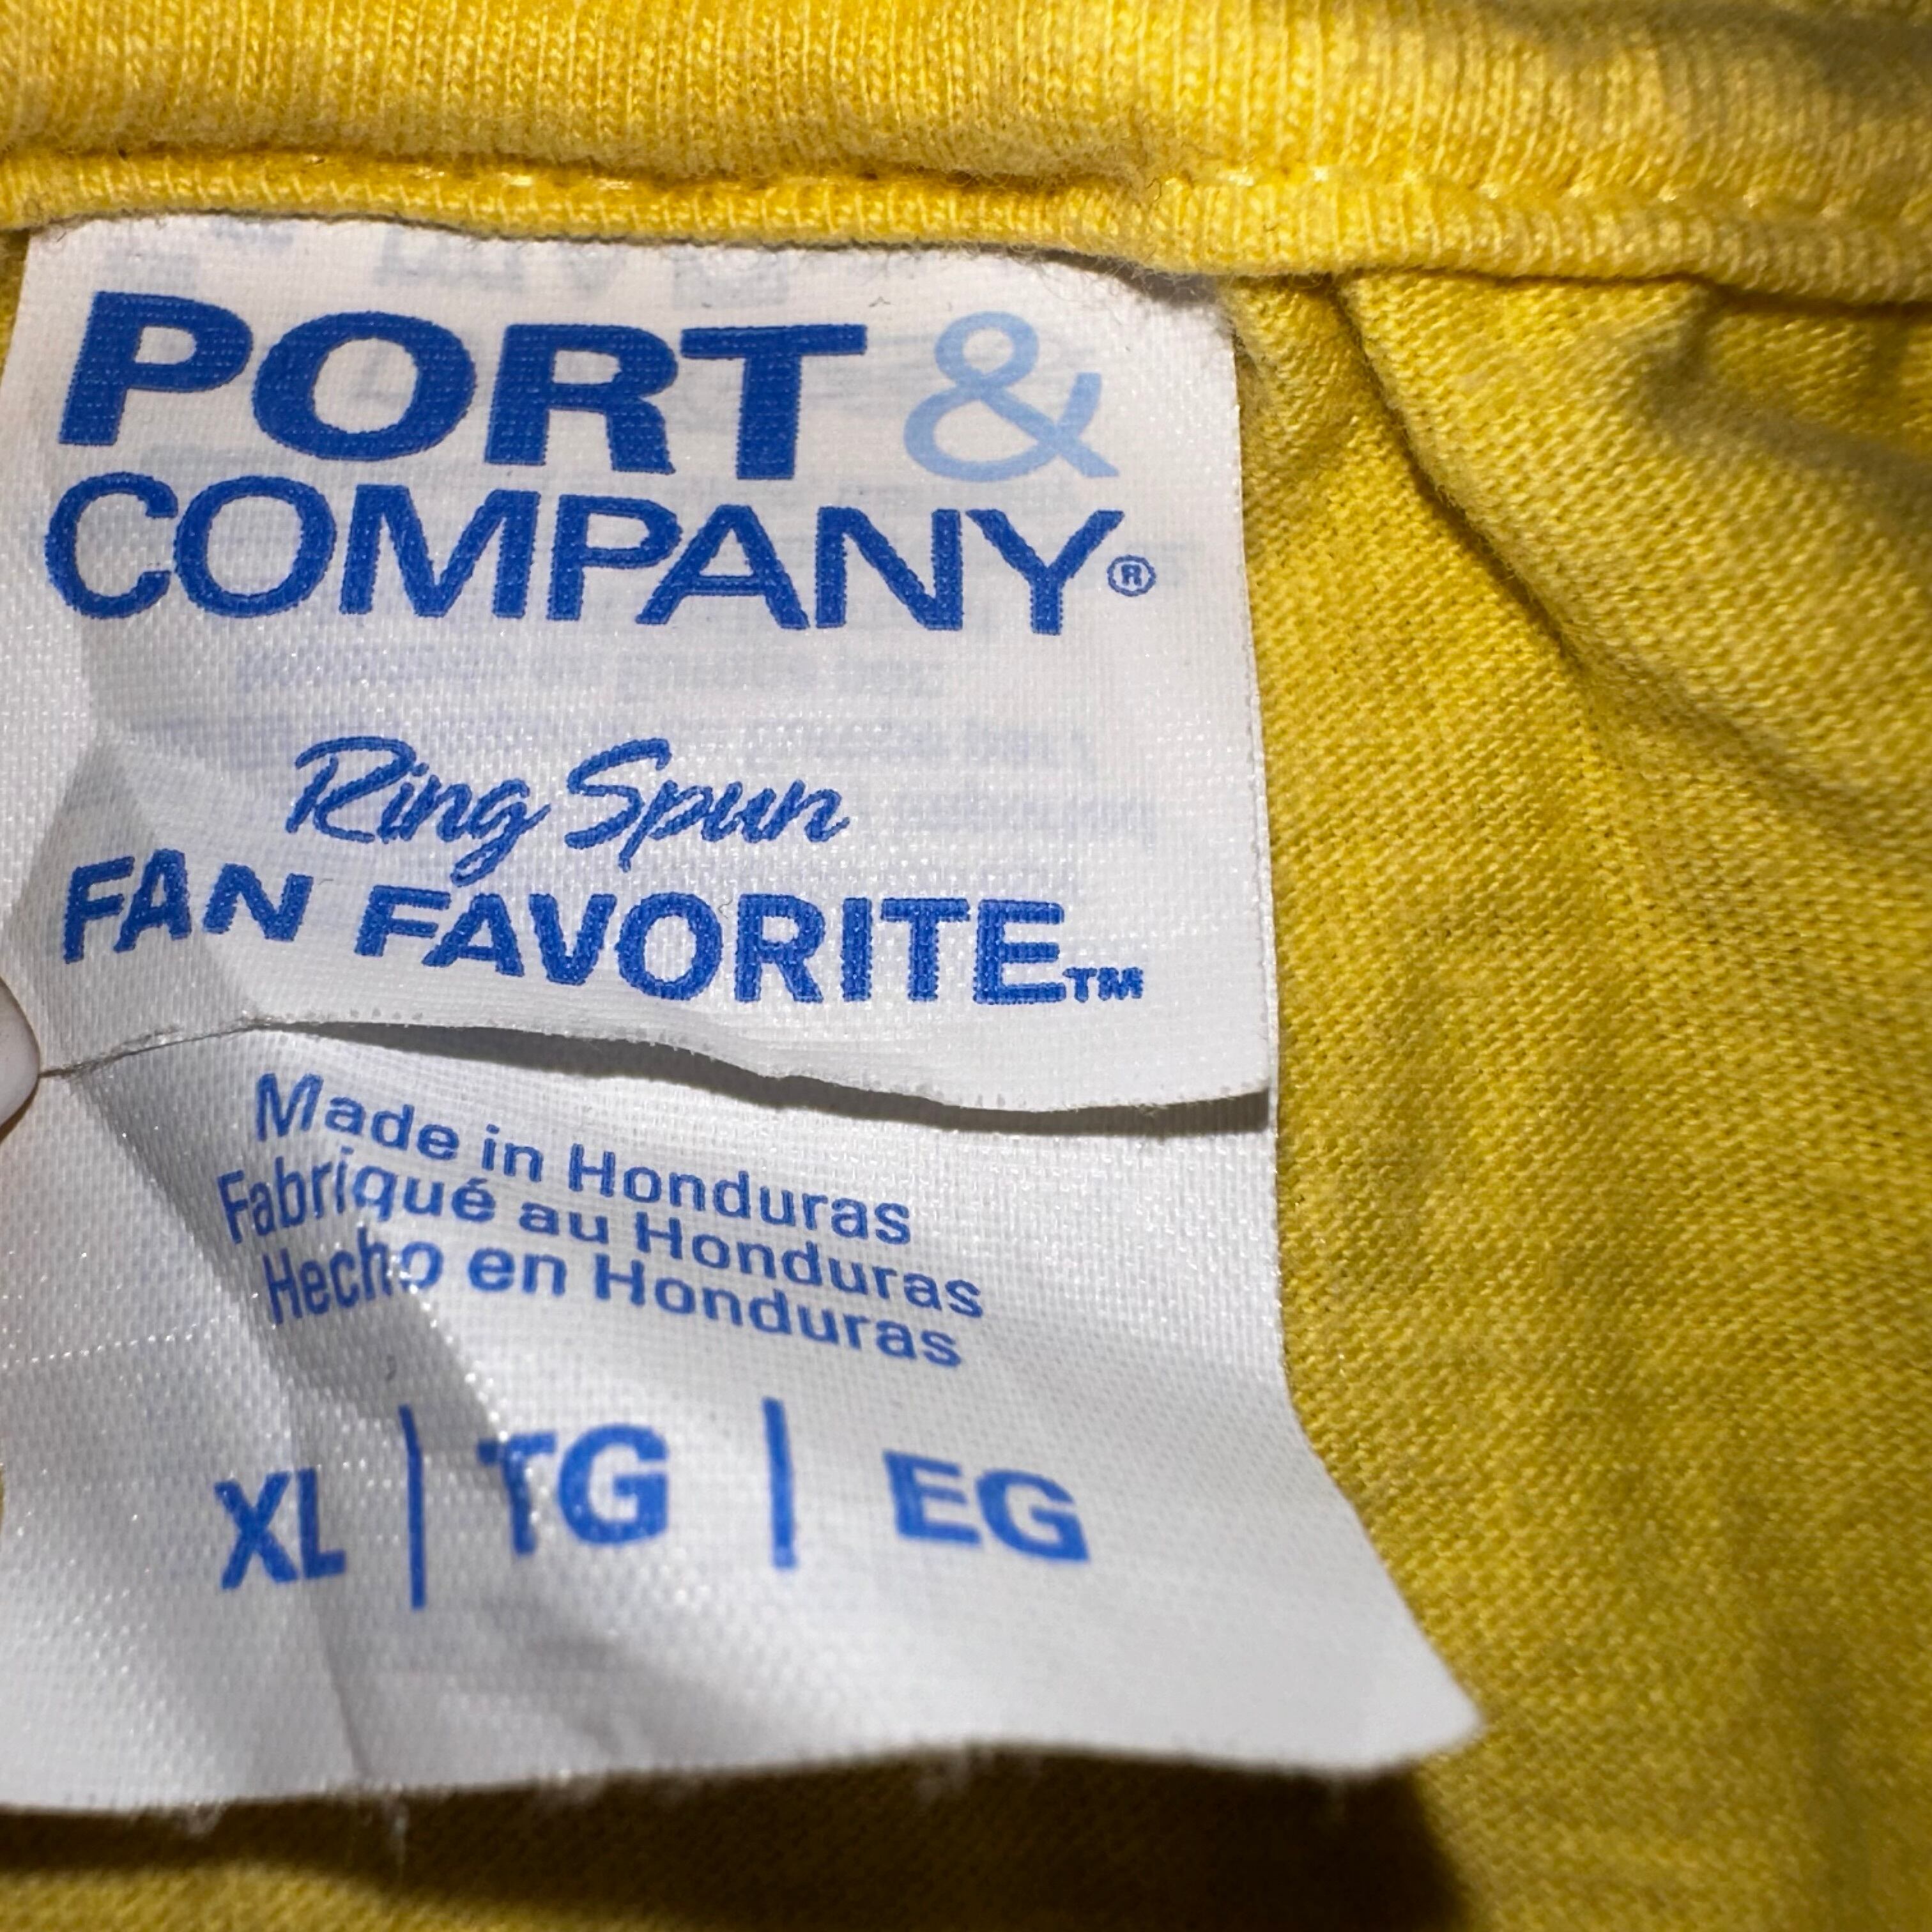 PORT &
COMPANY®
Ring Spun
FAN FAVORITE™
Made in Honduras
Fabriqué au Honduras
Hecho en Honduras
XL | TG | EG